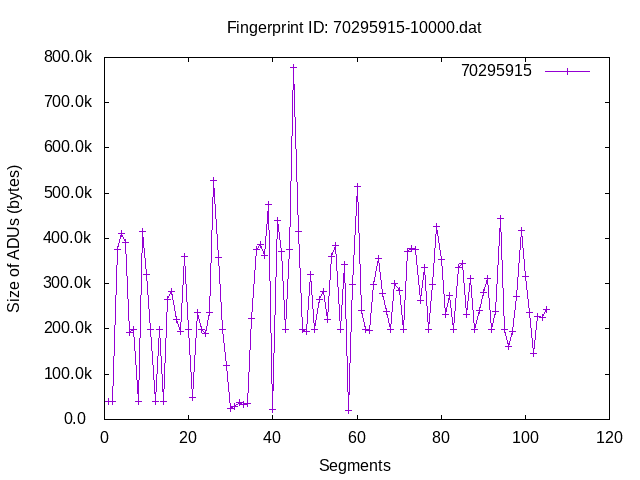 Fingerprint ID: 70295915-10000.dat
800.0k
700.0k
600.0k
500.0k
400.0k
300.0k
200.0k
100.0k
0.0
70295915
Size of ADUs (bytes)
0 20 40 60 80 100 120
Segments